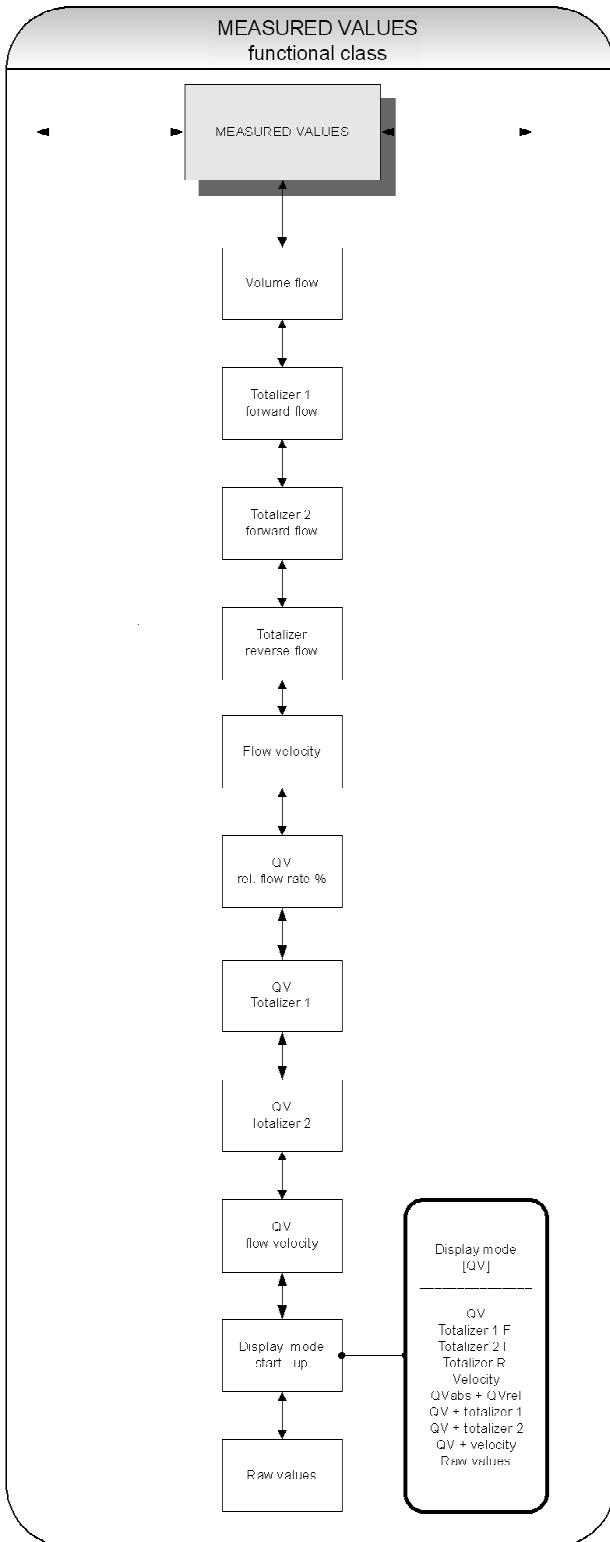 MEASURED VALUES
functional class
MEASURED VALUES
Volume flow
Totalizer 1
forward flow
Totalizer 2
forward flow
Totalizer
reverse flow
Flow velocity
QV
rel. flow rate %
QV
Totalizer 1
QV
Totalizer 2
QV
flow velocity
Display mode
start - up
Raw values
Display mode
[QV]
QV
Totalizer 1 F
Totalizer 2 F
Totalizer R
Velocity
QVabs + QVrel
QV + totalizer 1
QV + totalizer 2
QV + velocity
Raw values